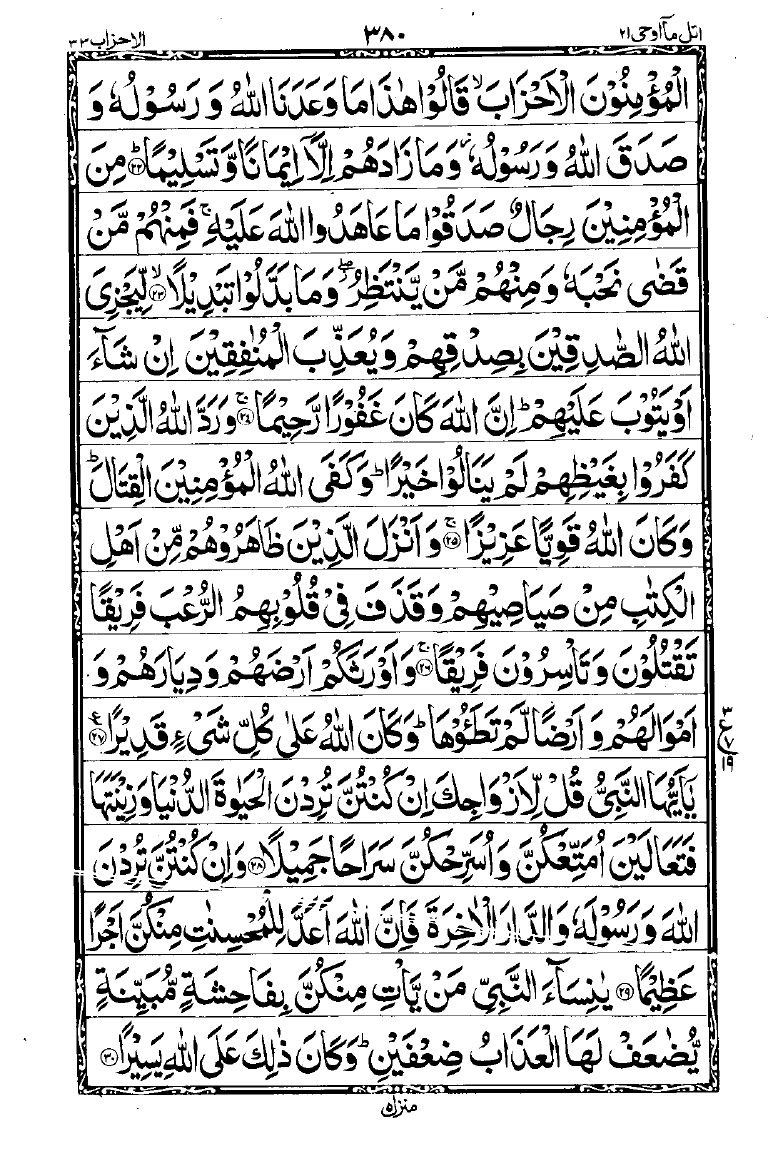 اتل مآ اوحی ۲۱ ۳۸۰ الاحزاب ۳۳
الْمُؤْمِنُوْنَ الْاَحْزَابَ ۙ قَالُوْا هٰذَا مَا وَعَدَنَا اللّٰهُ وَ رَسُوْلُهٗ وَ
صَدَقَ اللّٰهُ وَ رَسُوْلُهٗ ۫ وَ مَا زَادَهُمْ اِلَّاۤ اِيْمَانًا وَّ تَسْلِيْمًا ؕ۲۲ مِنَ
الْمُؤْمِنِيْنَ رِجَالٌ صَدَقُوْا مَا عَاهَدُوا اللّٰهَ عَلَيْهِ ۚ فَمِنْهُمْ مَّنْ
قَضٰى نَحْبَهٗ وَ مِنْهُمْ مَّنْ يَّنْتَظِرُ ۖ وَ مَا بَدَّلُوْا تَبْدِيْلًا ۙ۲۳ لِّيَجْزِىَ
اللّٰهُ الصّٰدِقِيْنَ بِصِدْقِهِمْ وَ يُعَذِّبَ الْمُنٰفِقِيْنَ اِنْ شَآءَ
اَوْ يَتُوْبَ عَلَيْهِمْ ؕ اِنَّ اللّٰهَ كَانَ غَفُوْرًا رَّحِيْمًا ۚ۲۴ وَ رَدَّ اللّٰهُ الَّذِيْنَ
كَفَرُوْا بِغَيْظِهِمْ لَمْ يَنَالُوْا خَيْرًا ؕ وَ كَفَى اللّٰهُ الْمُؤْمِنِيْنَ الْقِتَالَ ؕ
وَ كَانَ اللّٰهُ قَوِيًّا عَزِيْزًا ۚ۲۵ وَ اَنْزَلَ الَّذِيْنَ ظَاهَرُوْهُمْ مِّنْ اَهْلِ
الْكِتٰبِ مِنْ صَيَاصِيْهِمْ وَ قَذَفَ فِىْ قُلُوْبِهِمُ الرُّعْبَ فَرِيْقًا
تَقْتُلُوْنَ وَ تَاْسِرُوْنَ فَرِيْقًا ۚ۲۶ وَ اَوْرَثَكُمْ اَرْضَهُمْ وَ دِيَارَهُمْ وَ
اَمْوَالَهُمْ وَ اَرْضًا لَّمْ تَطَـُٔوْهَا ؕ وَ كَانَ اللّٰهُ عَلٰى كُلِّ شَىْءٍ قَدِيْرًا ۲۷ ع
۳ ع ۷ ۱۹
يٰۤاَيُّهَا النَّبِىُّ قُلْ لِّاَزْوَاجِكَ اِنْ كُنْتُنَّ تُرِدْنَ الْحَيٰوةَ الدُّنْيَا وَ زِيْنَتَهَا
فَتَعَالَيْنَ اُمَتِّعْكُنَّ وَ اُسَرِّحْكُنَّ سَرَاحًا جَمِيْلًا ۲۸ وَ اِنْ كُنْتُنَّ تُرِدْنَ
اللّٰهَ وَ رَسُوْلَهٗ وَ الدَّارَ الْاٰخِرَةَ فَاِنَّ اللّٰهَ اَعَدَّ لِلْمُحْسِنٰتِ مِنْكُنَّ اَجْرًا
عَظِيْمًا ۲۹ يٰنِسَآءَ النَّبِىِّ مَنْ يَّاْتِ مِنْكُنَّ بِفَاحِشَةٍ مُّبَيِّنَةٍ
يُّضٰعَفْ لَهَا الْعَذَابُ ضِعْفَيْنِ ؕ وَ كَانَ ذٰلِكَ عَلَى اللّٰهِ يَسِيْرًا ۳۰
منزل ۵